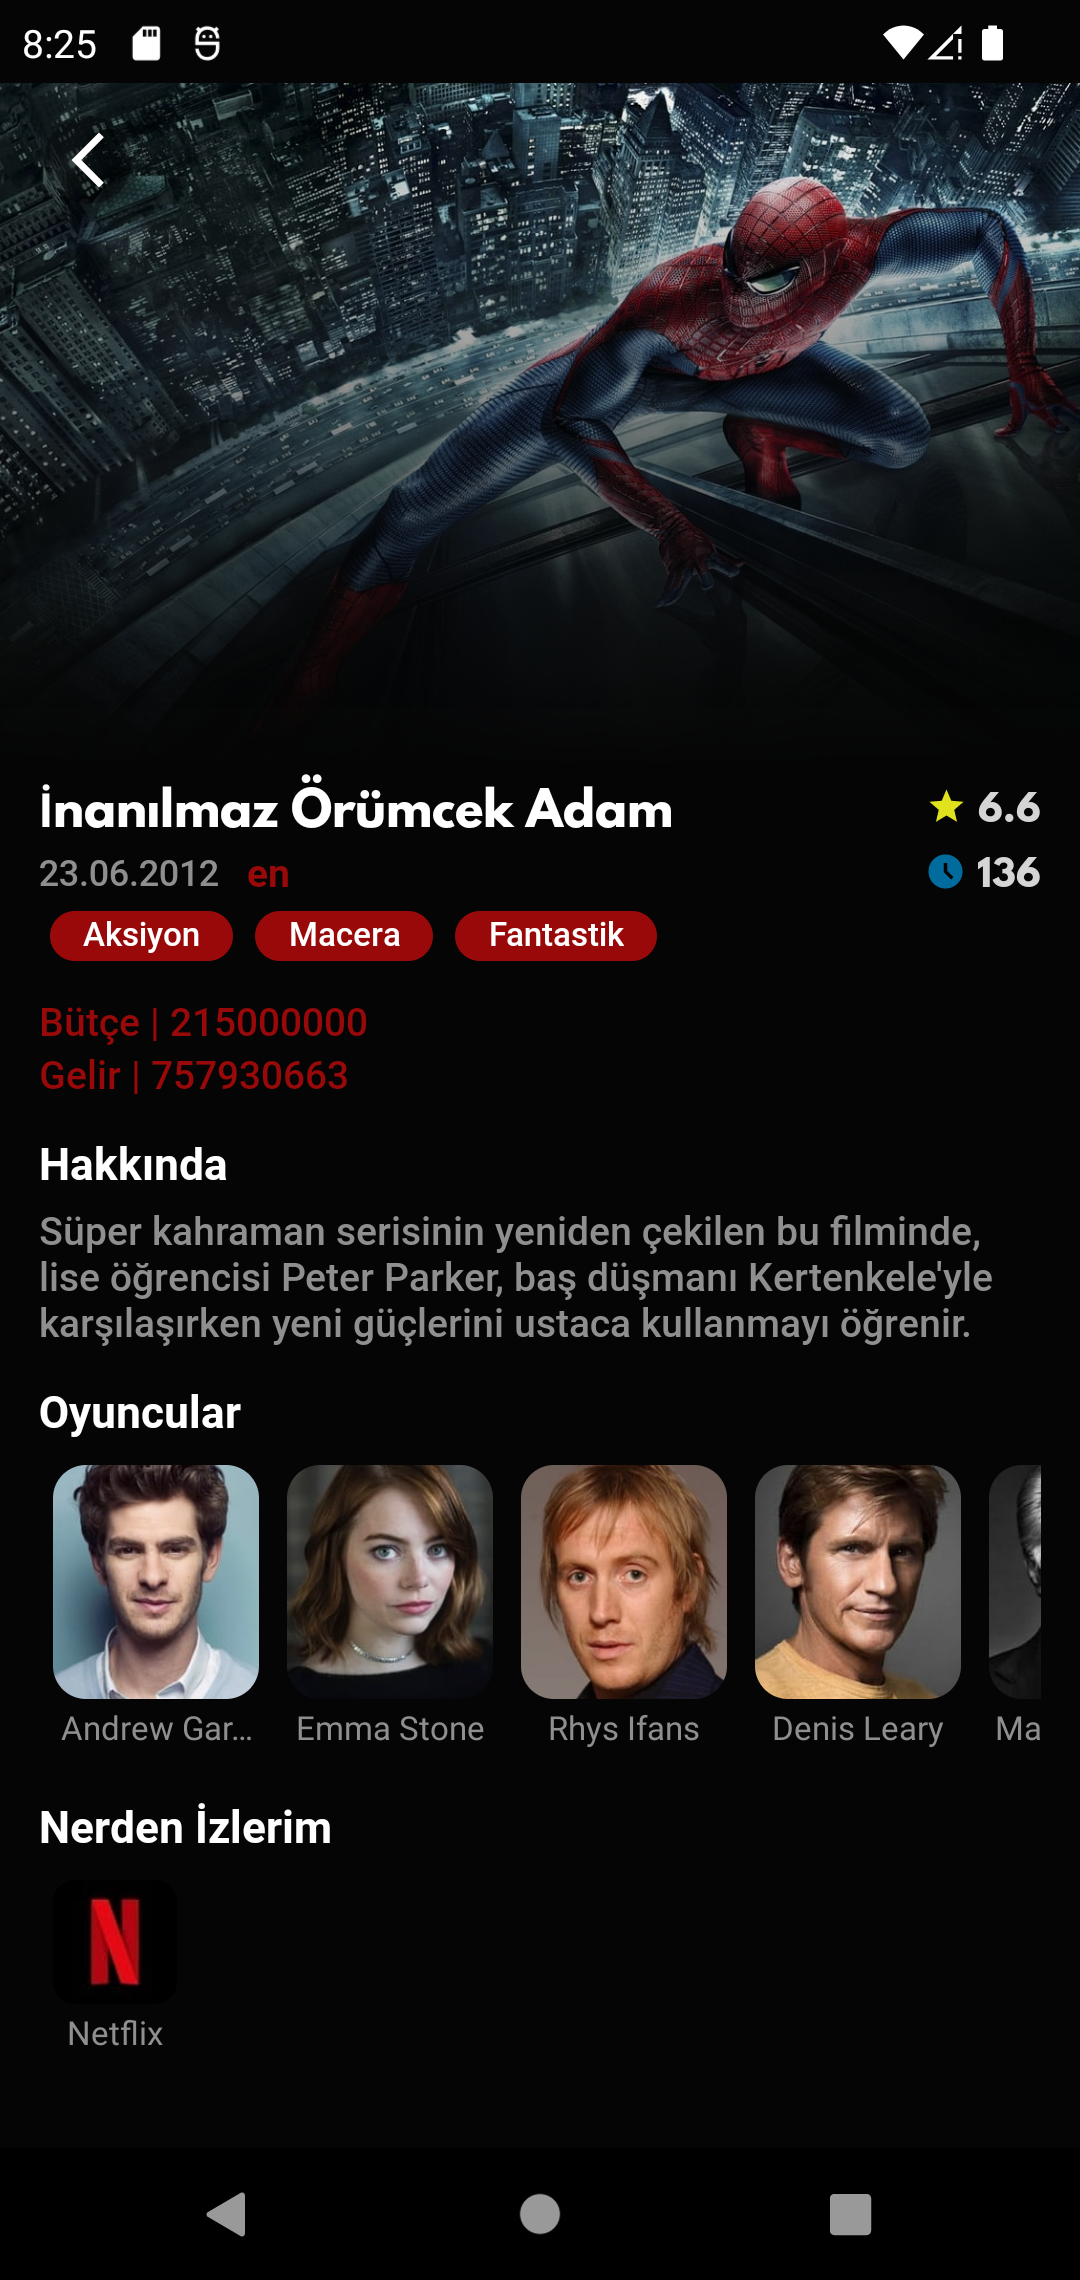 8:25
İnanılmaz Örümcek Adam
6.6
23.06.2012 en
136
Aksiyon Macera Fantastik
Bütçe | 215000000
Gelir | 757930663
Hakkında
Süper kahraman serisinin yeniden çekilen bu filminde,
lise öğrencisi Peter Parker, baş düşmanı Kertenkele'yle
karşılaşırken yeni güçlerini ustaca kullanmayı öğrenir.
Oyuncular
Andrew Gar... Emma Stone Rhys Ifans Denis Leary Ma
Nerden İzlerim
N
Netflix